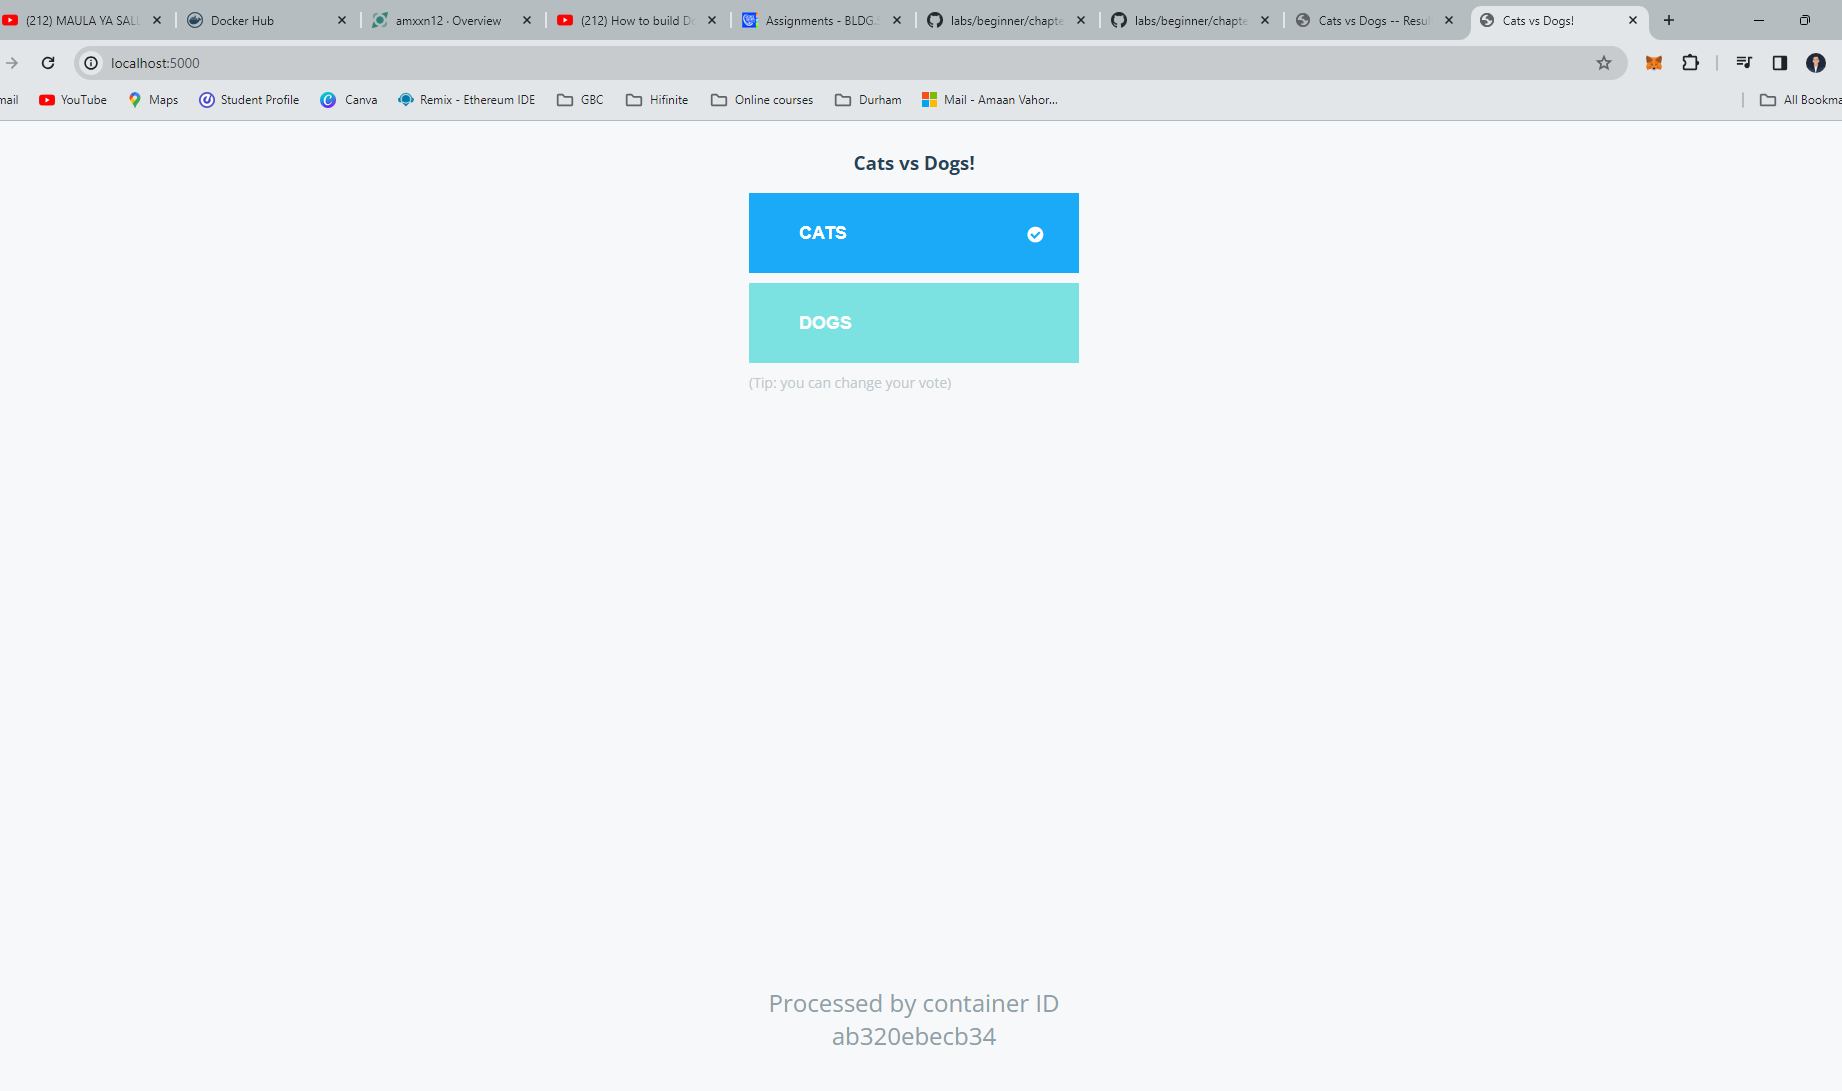 (212) MAULA YA SALL
Docker Hub
amxxn12 · Overview
(212) How to build Do
Assignments - BLDG.S
labs/beginner/chapte
labs/beginner/chapte
Cats vs Dogs -- Resul
Cats vs Dogs!
localhost:5000
mail YouTube Maps Student Profile Canva Remix - Ethereum IDE GBC Hifinite Online courses Durham Mail - Amaan Vahor... All Bookma
Cats vs Dogs!
CATS
DOGS
(Tip: you can change your vote)
Processed by container ID
ab320ebecb34